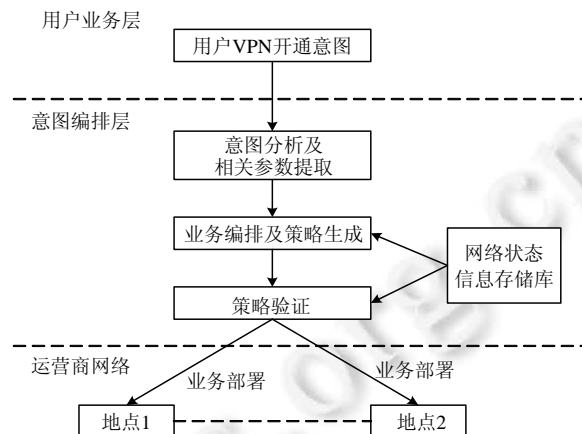 用户业务层
用户VPN开通意图
意图编排层
意图分析及
相关参数提取
业务编排及策略生成
网络状态
信息存储库
策略验证
运营商网络
业务部署
业务部署
地点1
地点2